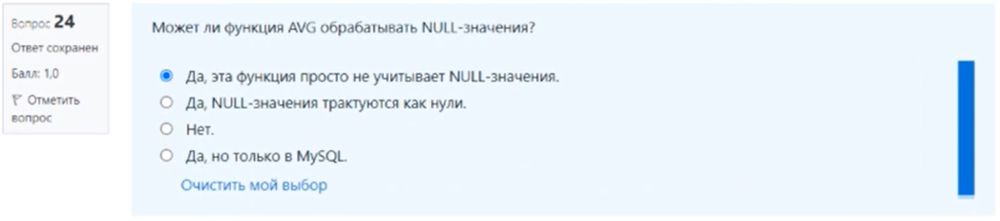 Вопрос 24
Ответ сохранен
Балл: 1,0
Отметить
вопрос
Может ли функция AVG обрабатывать NULL-значения?
Да, эта функция просто не учитывает NULL-значения.
Да, NULL-значения трактуются как нули.
Нет.
Да, но только в MySQL.
Очистить мой выбор